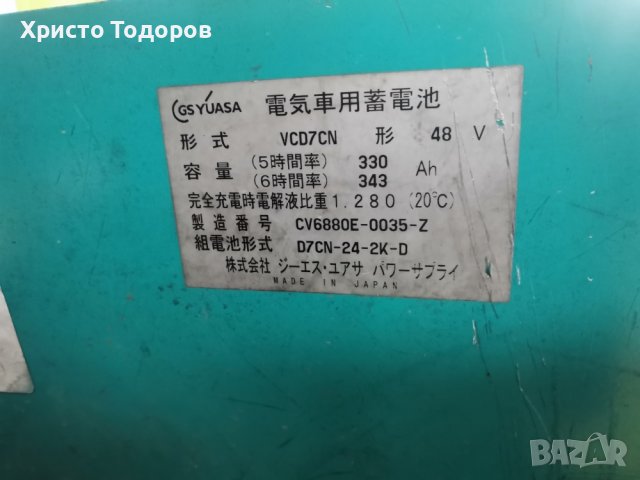 Христо Тодоров
GS YUASA 電気車用蓄電池
形式 VCD7CN 形 48 V
容量 (5時間率) 330 Ah
(6時間率) 343
完全充電時電解液比重 1.280 (20℃)
製造番号 CV6880E-0035-Z
組電池形式 D7CN-24-2K-D
株式会社 ジーエス・ユアサ パワーサプライ
MADE IN JAPAN
BAZAR